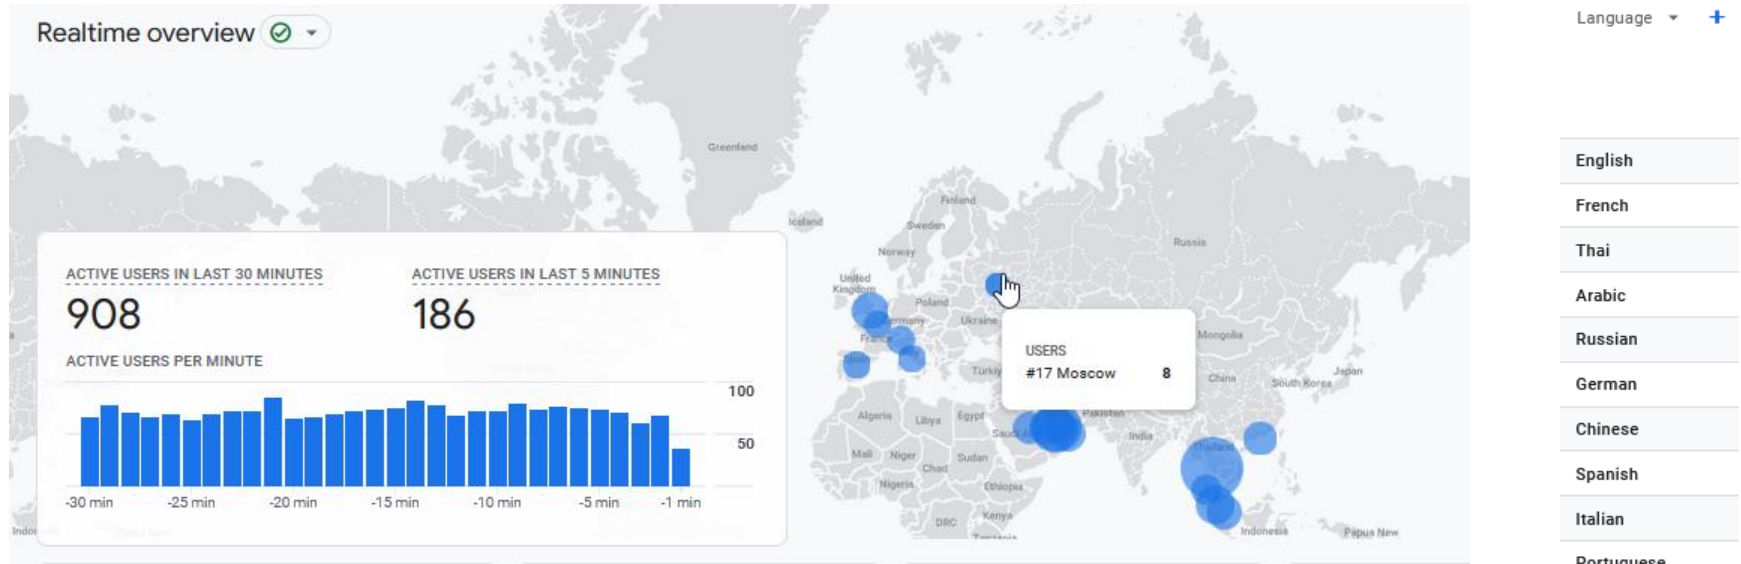 Realtime overview
Language
Greenland
Iceland
Finland
Sweden
Norway
Russia
United
Kingdom
Poland
Germany
Ukraine
France
Türkiy
Mongolia
China
South Korea
Japan
Algeria
Libya
Egypt
Saudi
Pakistan
India
Thailand
Mali
Niger
Chad
Sudan
Nigeria
Ethiopia
DRC
Kenya
Tanzania
Indonesia
Papua New
ACTIVE USERS IN LAST 30 MINUTES
908
ACTIVE USERS IN LAST 5 MINUTES
186
ACTIVE USERS PER MINUTE
100
50
-30 min
-25 min
-20 min
-15 min
-10 min
-5 min
-1 min
USERS
#17 Moscow 8
English
French
Thai
Arabic
Russian
German
Chinese
Spanish
Italian
Portuguese